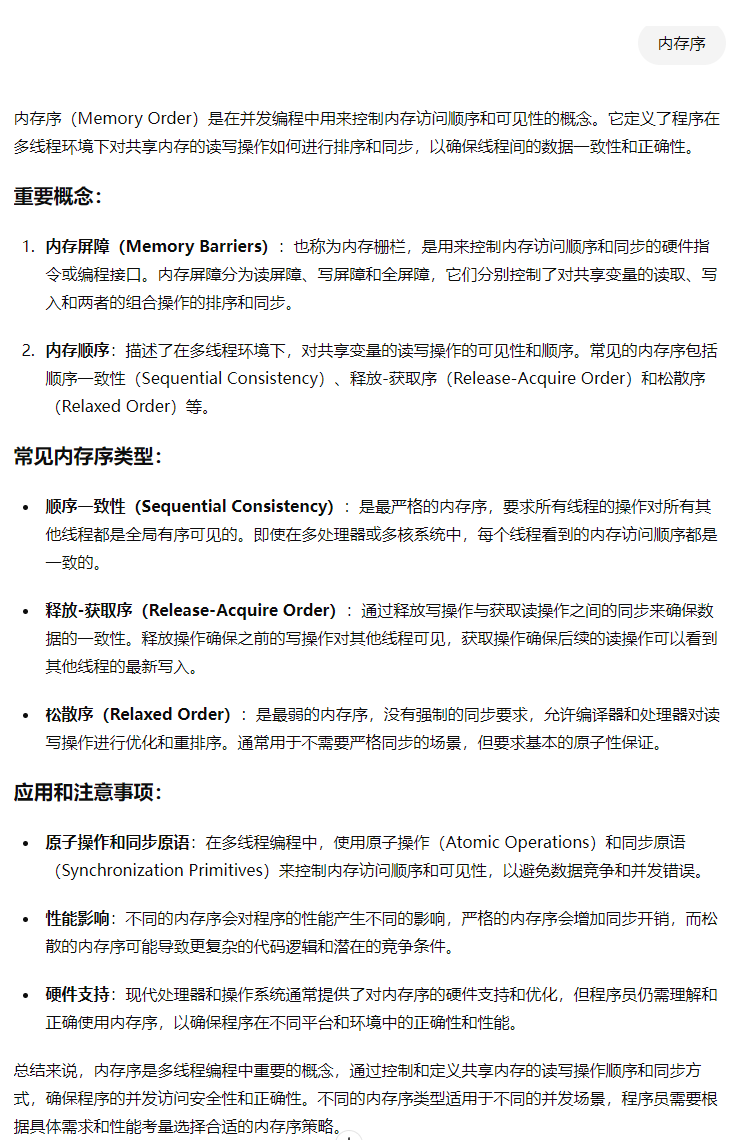 内存序
内存序（Memory Order）是在并发编程中用来控制内存访问顺序和可见性的概念。它定义了程序在
多线程环境下对共享内存的读写操作如何进行排序和同步，以确保线程间的数据一致性和正确性。
重要概念：
1. 内存屏障（Memory Barriers）：也称为内存栅栏，是用来控制内存访问顺序和同步的硬件指
令或编程接口。内存屏障分为读屏障、写屏障和全屏障，它们分别控制了对共享变量的读取、写
入和两者的组合操作的排序和同步。
2. 内存顺序：描述了在多线程环境下，对共享变量的读写操作的可见性和顺序。常见的内存序包括
顺序一致性（Sequential Consistency）、释放-获取序（Release-Acquire Order）和松散序
（Relaxed Order）等。
常见内存序类型：
• 顺序一致性（Sequential Consistency）：是最严格的内存序，要求所有线程的操作对所有其
他线程都是全局有序可见的。即使在多处理器或多核系统中，每个线程看到的内存访问顺序都是
一致的。
• 释放-获取序（Release-Acquire Order）：通过释放写操作与获取读操作之间的同步来确保数
据的一致性。释放操作确保之前的写操作对其他线程可见，获取操作确保后续的读操作可以看到
其他线程的最新写入。
• 松散序（Relaxed Order）：是最弱的内存序，没有强制的同步要求，允许编译器和处理器对读
写操作进行优化和重排序。通常用于不需要严格同步的场景，但要求基本的原子性保证。
应用和注意事项：
• 原子操作和同步原语：在多线程编程中，使用原子操作（Atomic Operations）和同步原语
（Synchronization Primitives）来控制内存访问顺序和可见性，以避免数据竞争和并发错误。
• 性能影响：不同的内存序会对程序的性能产生不同的影响，严格的内存序会增加同步开销，而松
散的内存序可能导致更复杂的代码逻辑和潜在的竞争条件。
• 硬件支持：现代处理器和操作系统通常提供了对内存序的硬件支持和优化，但程序员仍需理解和
正确使用内存序，以确保程序在不同平台和环境中的正确性和性能。
总结来说，内存序是多线程编程中重要的概念，通过控制和定义共享内存的读写操作顺序和同步方
式，确保程序的并发访问安全性和正确性。不同的内存序类型适用于不同的并发场景，程序员需要根
据具体需求和性能考量选择合适的内存序策略。